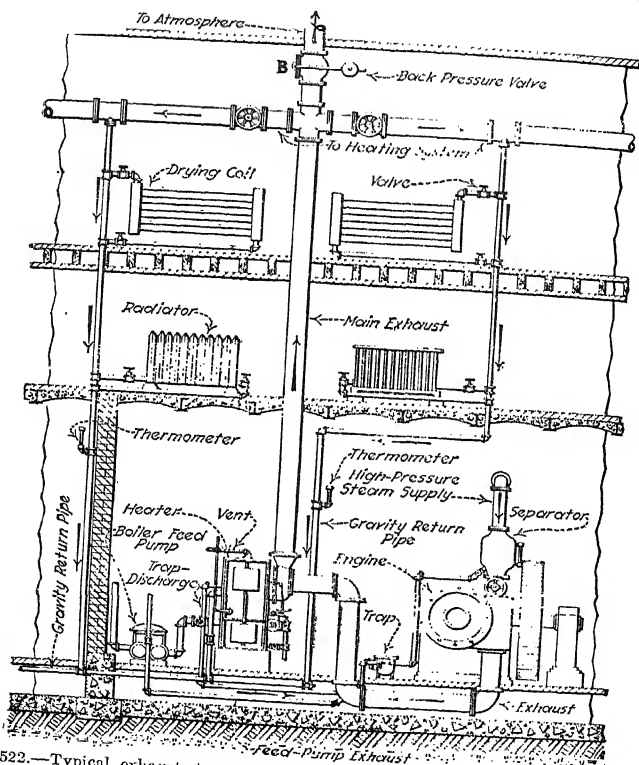 To Atmosphere
B
Back Pressure Valve
To Heating System
Drying Coil
Valve
Radiator
Main Exhaust
Thermometer
Thermometer
High-Pressure
Steam Supply
Separator
Heater
Vent
Boiler Feed
Pump
Gravity Return
Pipe
Trap-
Discharge
Engine
Trap
Gravity Return Pipe
Exhaust
Feed-Pump Exhaust
522.—Typical exhaust